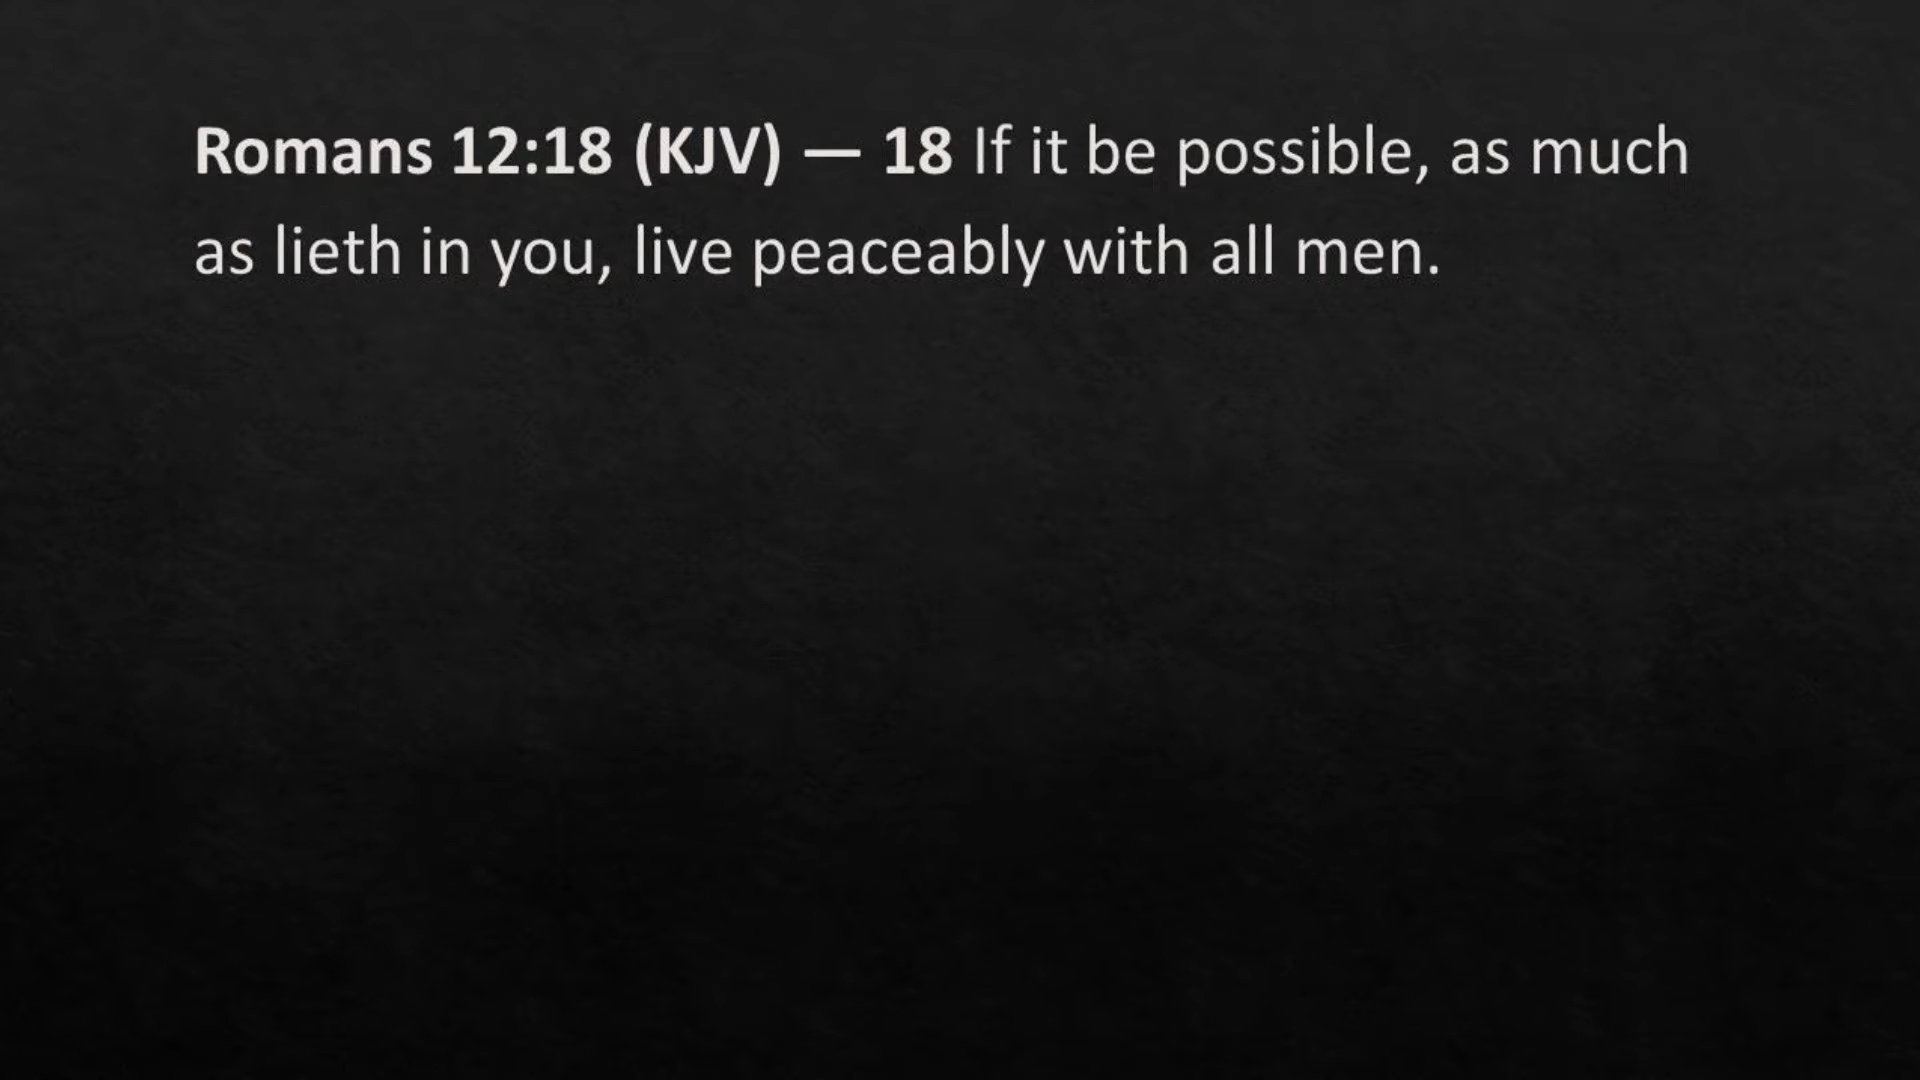 Romans 12:18 (KJV) — 18 If it be possible, as much
as lieth in you, live peaceably with all men.